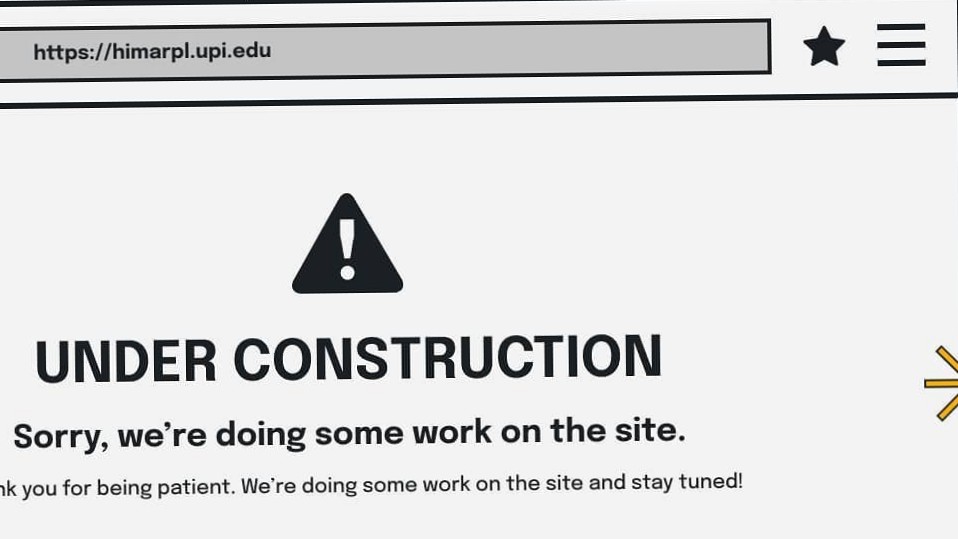 https://himarpl.upi.edu
UNDER CONSTRUCTION
Sorry, we're doing some work on the site.
you for being patient. We're doing some work on the site and stay tuned!